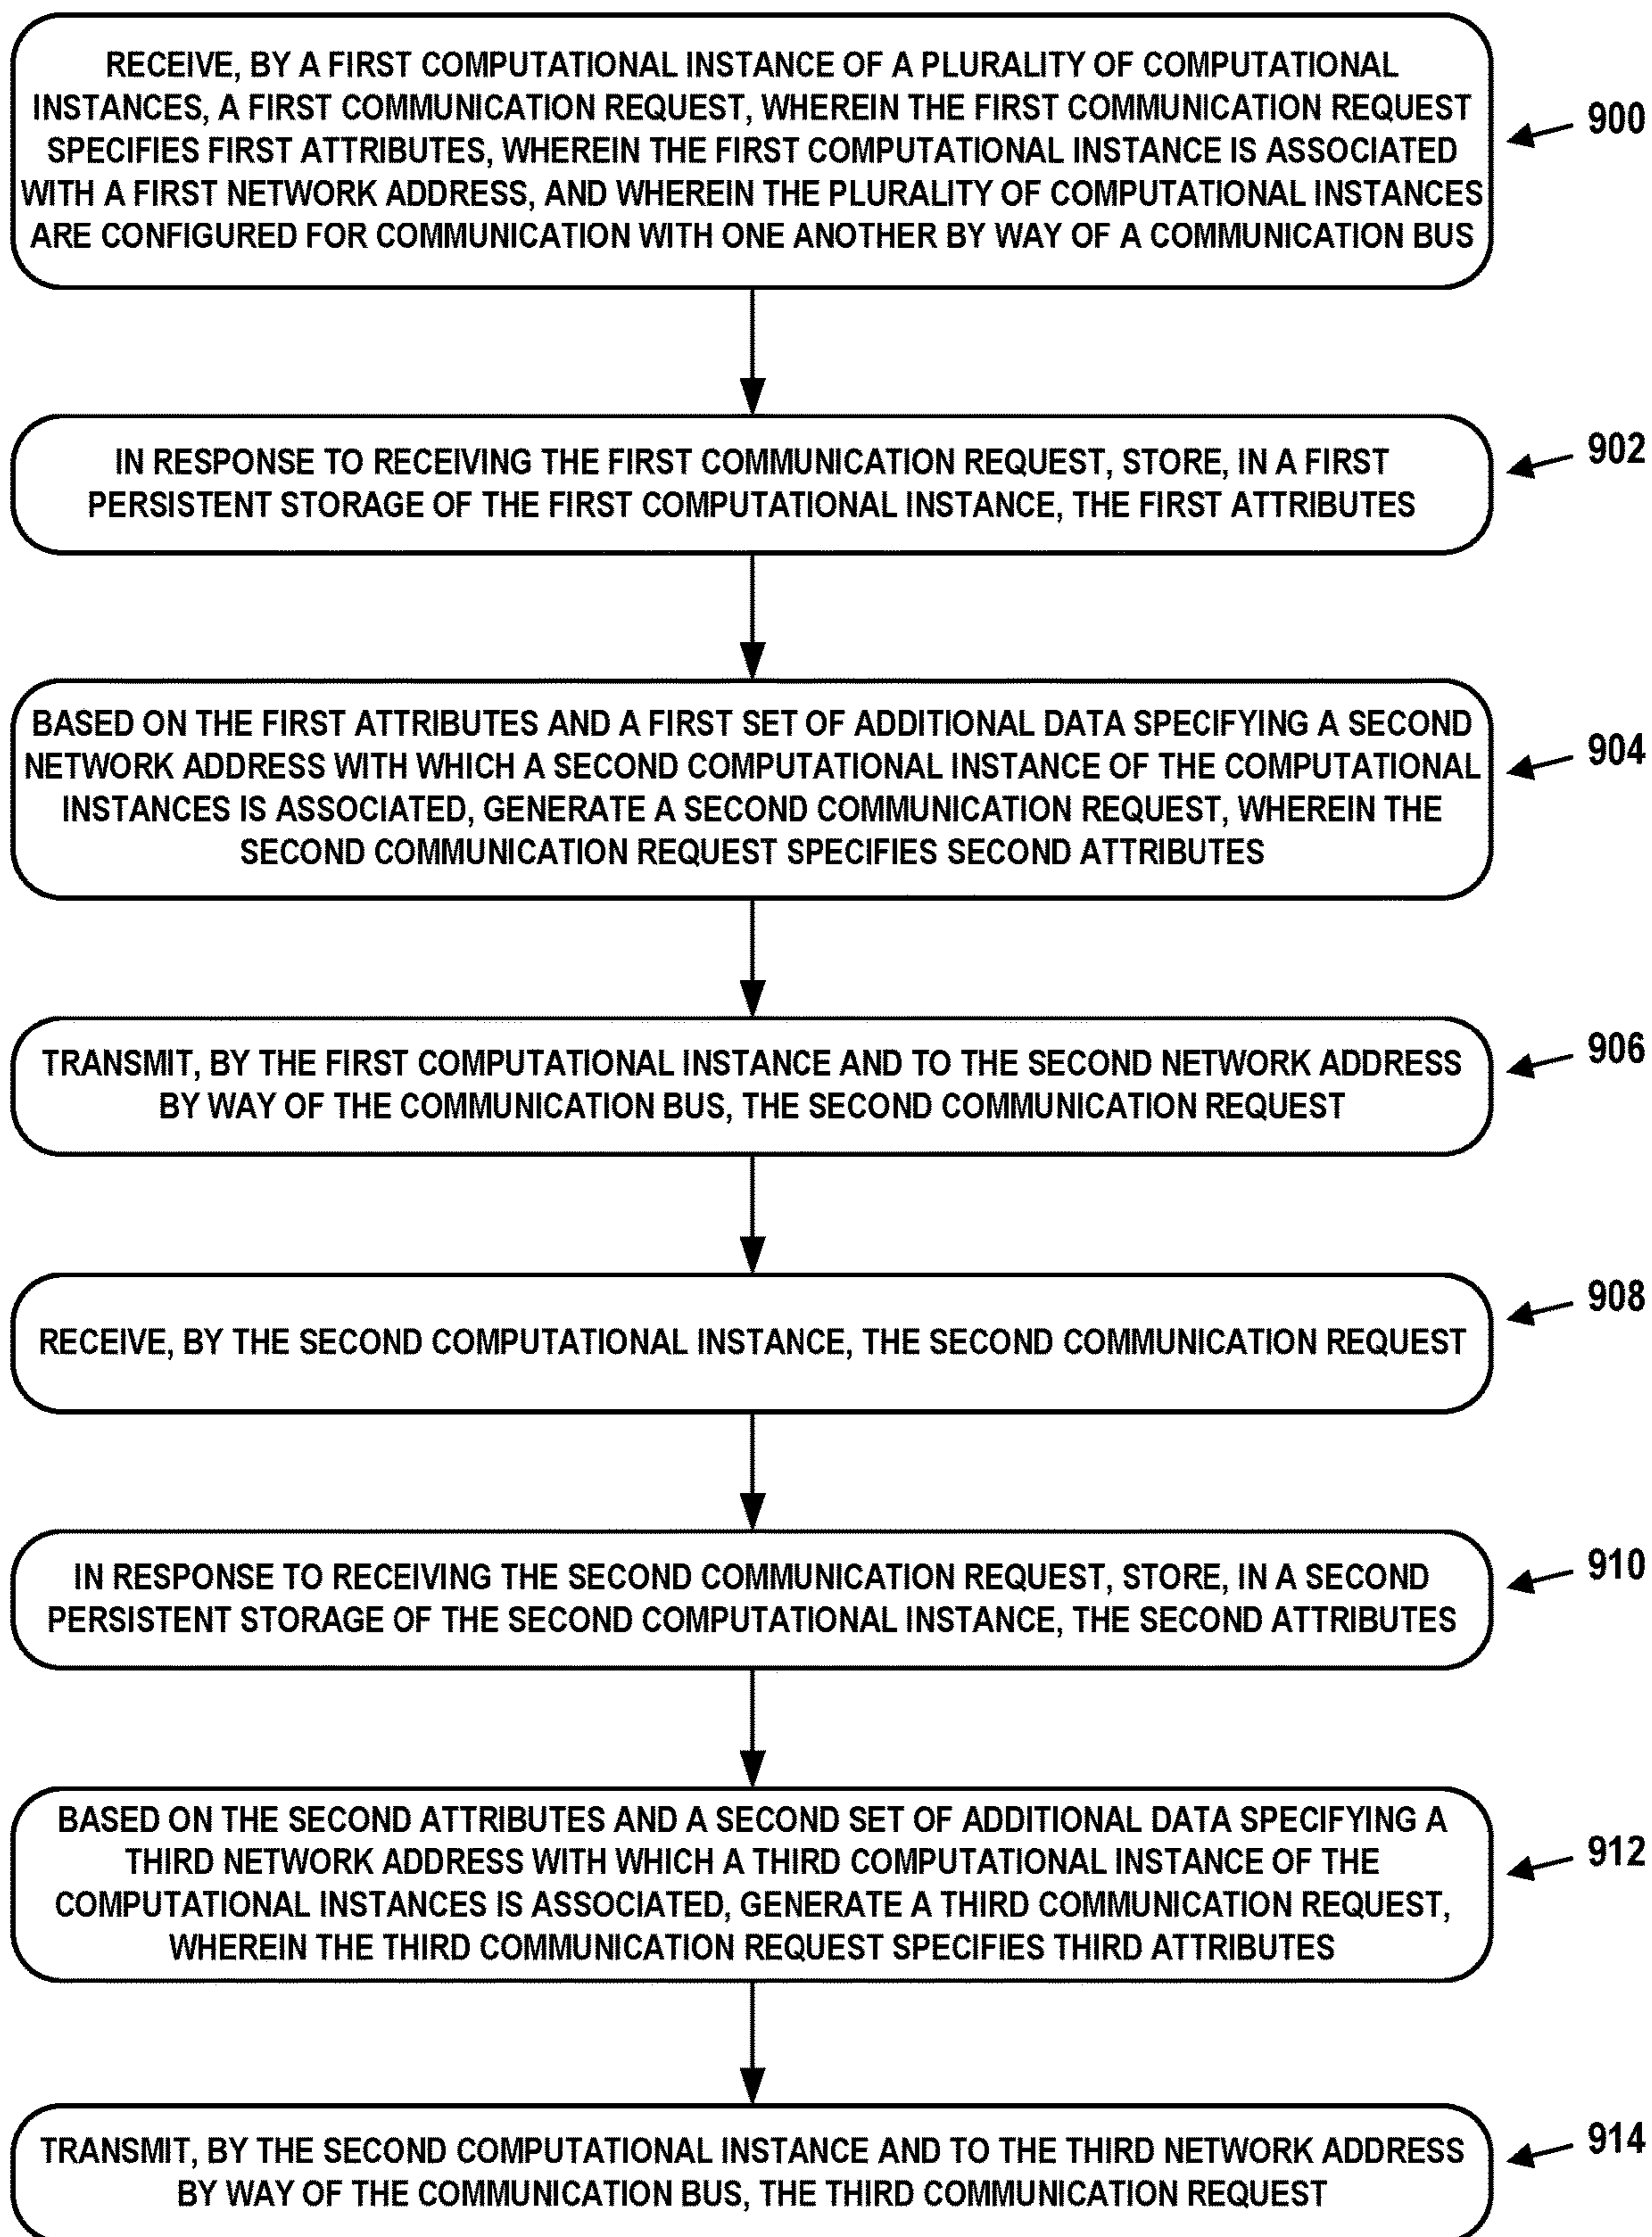 RECEIVE, BY A FIRST COMPUTATIONAL INSTANCE OF A PLURALITY OF COMPUTATIONAL
INSTANCES, A FIRST COMMUNICATION REQUEST, WHEREIN THE FIRST COMMUNICATION REQUEST
SPECIFIES FIRST ATTRIBUTES, WHEREIN THE FIRST COMPUTATIONAL INSTANCE IS ASSOCIATED
WITH A FIRST NETWORK ADDRESS, AND WHEREIN THE PLURALITY OF COMPUTATIONAL INSTANCES
ARE CONFIGURED FOR COMMUNICATION WITH ONE ANOTHER BY WAY OF A COMMUNICATION BUS
900
IN RESPONSE TO RECEIVING THE FIRST COMMUNICATION REQUEST, STORE, IN A FIRST
PERSISTENT STORAGE OF THE FIRST COMPUTATIONAL INSTANCE, THE FIRST ATTRIBUTES
902
BASED ON THE FIRST ATTRIBUTES AND A FIRST SET OF ADDITIONAL DATA SPECIFYING A SECOND
NETWORK ADDRESS WITH WHICH A SECOND COMPUTATIONAL INSTANCE OF THE COMPUTATIONAL
INSTANCES IS ASSOCIATED, GENERATE A SECOND COMMUNICATION REQUEST, WHEREIN THE
SECOND COMMUNICATION REQUEST SPECIFIES SECOND ATTRIBUTES
904
TRANSMIT, BY THE FIRST COMPUTATIONAL INSTANCE AND TO THE SECOND NETWORK ADDRESS
BY WAY OF THE COMMUNICATION BUS, THE SECOND COMMUNICATION REQUEST
906
RECEIVE, BY THE SECOND COMPUTATIONAL INSTANCE, THE SECOND COMMUNICATION REQUEST
908
IN RESPONSE TO RECEIVING THE SECOND COMMUNICATION REQUEST, STORE, IN A SECOND
PERSISTENT STORAGE OF THE SECOND COMPUTATIONAL INSTANCE, THE SECOND ATTRIBUTES
910
BASED ON THE SECOND ATTRIBUTES AND A SECOND SET OF ADDITIONAL DATA SPECIFYING A
THIRD NETWORK ADDRESS WITH WHICH A THIRD COMPUTATIONAL INSTANCE OF THE
COMPUTATIONAL INSTANCES IS ASSOCIATED, GENERATE A THIRD COMMUNICATION REQUEST,
WHEREIN THE THIRD COMMUNICATION REQUEST SPECIFIES THIRD ATTRIBUTES
912
TRANSMIT, BY THE SECOND COMPUTATIONAL INSTANCE AND TO THE THIRD NETWORK ADDRESS
BY WAY OF THE COMMUNICATION BUS, THE THIRD COMMUNICATION REQUEST
914